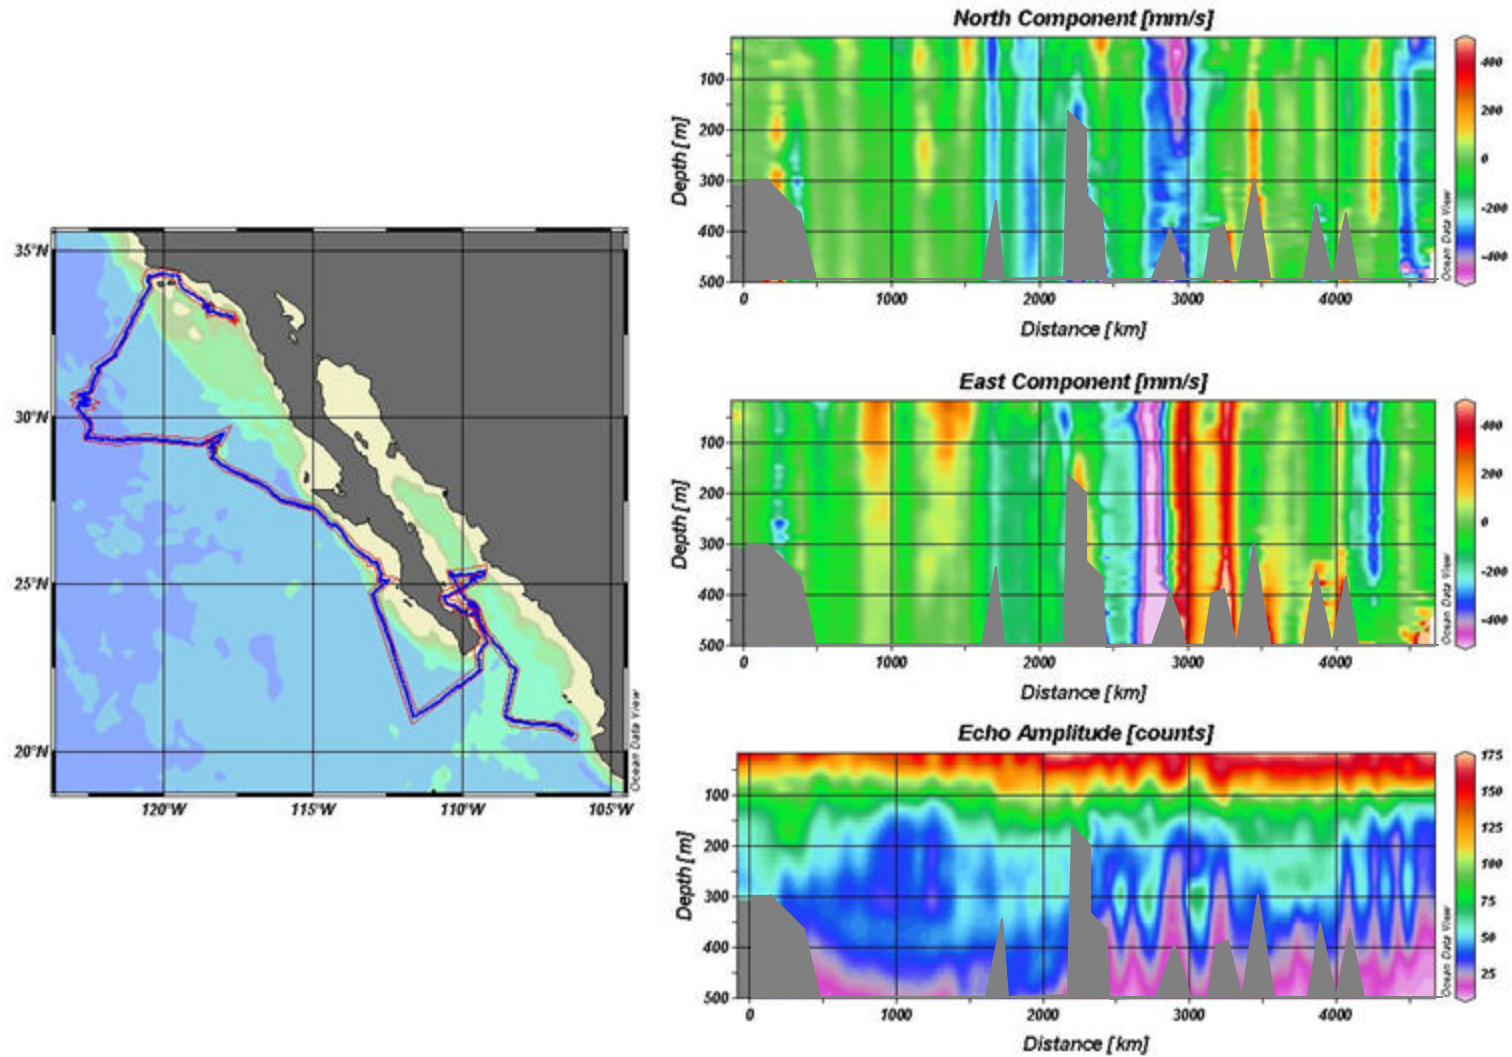 35°N
30°N
25°N
20°N
120°W
115°W
110°W
105°W
Ocean Data View
North Component [mm/s]
Depth [m]
100
200
300
400
500
0
1000
2000
3000
4000
Distance [km]
Ocean Data View
400
200
0
-200
-400
East Component [mm/s]
Depth [m]
100
200
300
400
500
0
1000
2000
3000
4000
Distance [km]
Ocean Data View
400
200
0
-200
-400
Echo Amplitude [counts]
Depth [m]
100
200
300
400
500
0
1000
2000
3000
4000
Distance [km]
Ocean Data View
175
150
125
100
75
50
25